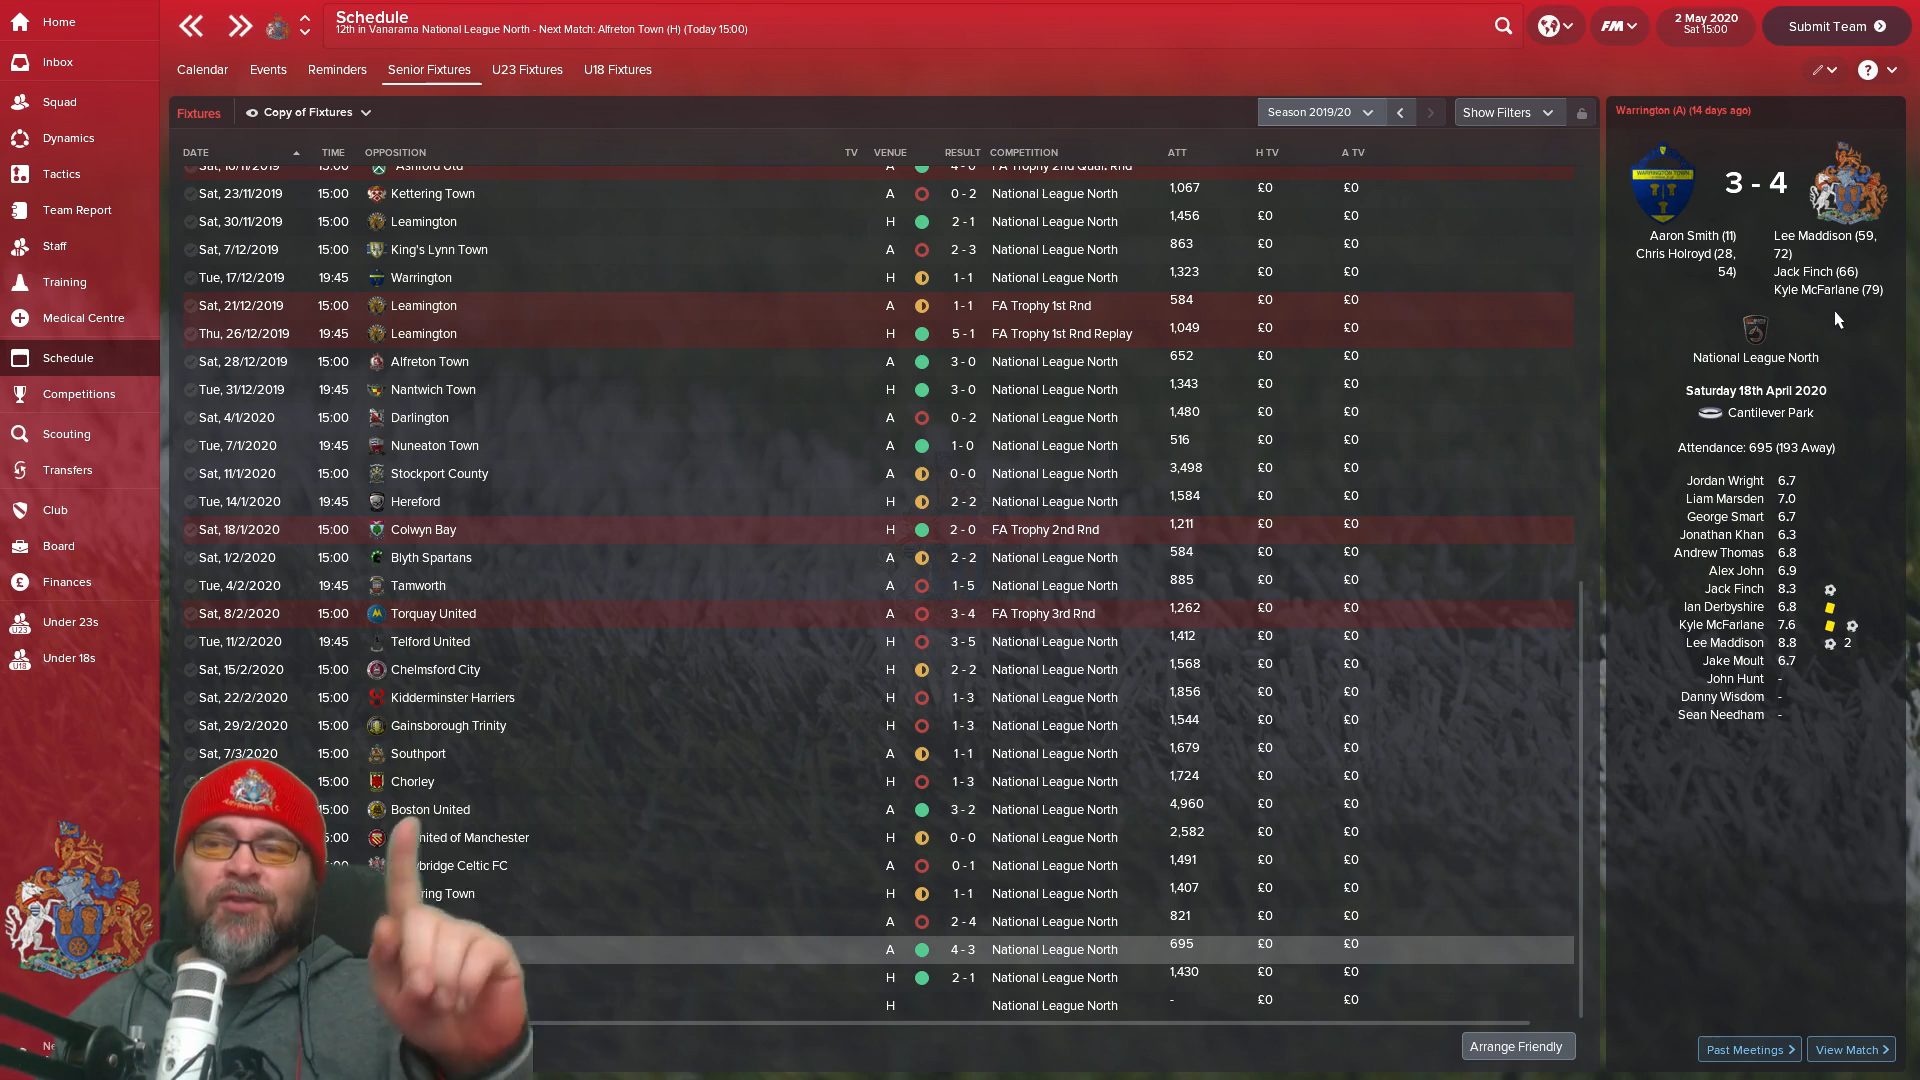 Home
Inbox
Squad
Dynamics
Tactics
Team Report
Staff
Training
Medical Centre
Schedule
Competitions
Scouting
Transfers
Club
Board
Finances
Under 23s
Under 18s
Schedule
12th in Vanarama National League North - Next Match: Alfreton Town (H) (Today 15:00)
FM
2 May 2020
Sat 15:00
Submit Team
Calendar Events Reminders Senior Fixtures U23 Fixtures U18 Fixtures
Fixtures Copy of Fixtures Season 2019/20 Show Filters
DATE TIME OPPOSITION TV VENUE RESULT COMPETITION ATT H TV A TV
Sat, 23/11/2019 15:00 Kettering Town A 0 - 2 National League North 1,067 £0 £0
Sat, 30/11/2019 15:00 Leamington H 2 - 1 National League North 1,456 £0 £0
Sat, 7/12/2019 15:00 King's Lynn Town A 2 - 3 National League North 863 £0 £0
Tue, 17/12/2019 19:45 Warrington H 1 - 1 National League North 1,323 £0 £0
Sat, 21/12/2019 15:00 Leamington A 1 - 1 FA Trophy 1st Rnd 584 £0 £0
Thu, 26/12/2019 19:45 Leamington H 5 - 1 FA Trophy 1st Rnd Replay 1,049 £0 £0
Sat, 28/12/2019 15:00 Alfreton Town A 3 - 0 National League North 652 £0 £0
Tue, 31/12/2019 19:45 Nantwich Town H 3 - 0 National League North 1,343 £0 £0
Sat, 4/1/2020 15:00 Darlington A 0 - 2 National League North 1,480 £0 £0
Tue, 7/1/2020 19:45 Nuneaton Town A 1 - 0 National League North 516 £0 £0
Sat, 11/1/2020 15:00 Stockport County A 0 - 0 National League North 3,498 £0 £0
Tue, 14/1/2020 19:45 Hereford H 2 - 2 National League North 1,584 £0 £0
Sat, 18/1/2020 15:00 Colwyn Bay H 2 - 0 FA Trophy 2nd Rnd 1,211 £0 £0
Sat, 1/2/2020 15:00 Blyth Spartans A 2 - 2 National League North 584 £0 £0
Tue, 4/2/2020 19:45 Tamworth A 1 - 5 National League North 885 £0 £0
Sat, 8/2/2020 15:00 Torquay United A 3 - 4 FA Trophy 3rd Rnd 1,262 £0 £0
Tue, 11/2/2020 19:45 Telford United H 3 - 5 National League North 1,412 £0 £0
Sat, 15/2/2020 15:00 Chelmsford City H 2 - 2 National League North 1,568 £0 £0
Sat, 22/2/2020 15:00 Kidderminster Harriers H 1 - 3 National League North 1,856 £0 £0
Sat, 29/2/2020 15:00 Gainsborough Trinity H 1 - 3 National League North 1,544 £0 £0
Sat, 7/3/2020 15:00 Southport A 1 - 1 National League North 1,679 £0 £0
15:00 Chorley H 1 - 3 National League North 1,724 £0 £0
15:00 Boston United A 3 - 2 National League North 4,960 £0 £0
of Manchester H 0 - 0 National League North 2,582 £0 £0
Celtic FC A 0 - 1 National League North 1,491 £0 £0
Town H 1 - 1 National League North 1,407 £0 £0
A 2 - 4 National League North 821 £0 £0
A 4 - 3 National League North 695 £0 £0
H 2 - 1 National League North 1,430 £0 £0
H National League North - £0 £0
Arrange Friendly
Warrington (A) (14 days ago)
WARRINGTON TOWN
3 - 4
Aaron Smith (11)
Chris Holroyd (28,
54)
Lee Maddison (59,
72)
Jack Finch (66)
Kyle McFarlane (79)
National League North
Saturday 18th April 2020
Cantilever Park
Attendance: 695 (193 Away)
Jordan Wright 6.7
Liam Marsden 7.0
George Smart 6.7
Jonathan Khan 6.3
Andrew Thomas 6.8
Alex John 6.9
Jack Finch 8.3
Ian Derbyshire 6.8
Kyle McFarlane 7.6
Lee Maddison 8.8 2
Jake Moult 6.7
John Hunt -
Danny Wisdom -
Sean Needham -
Past Meetings
View Match